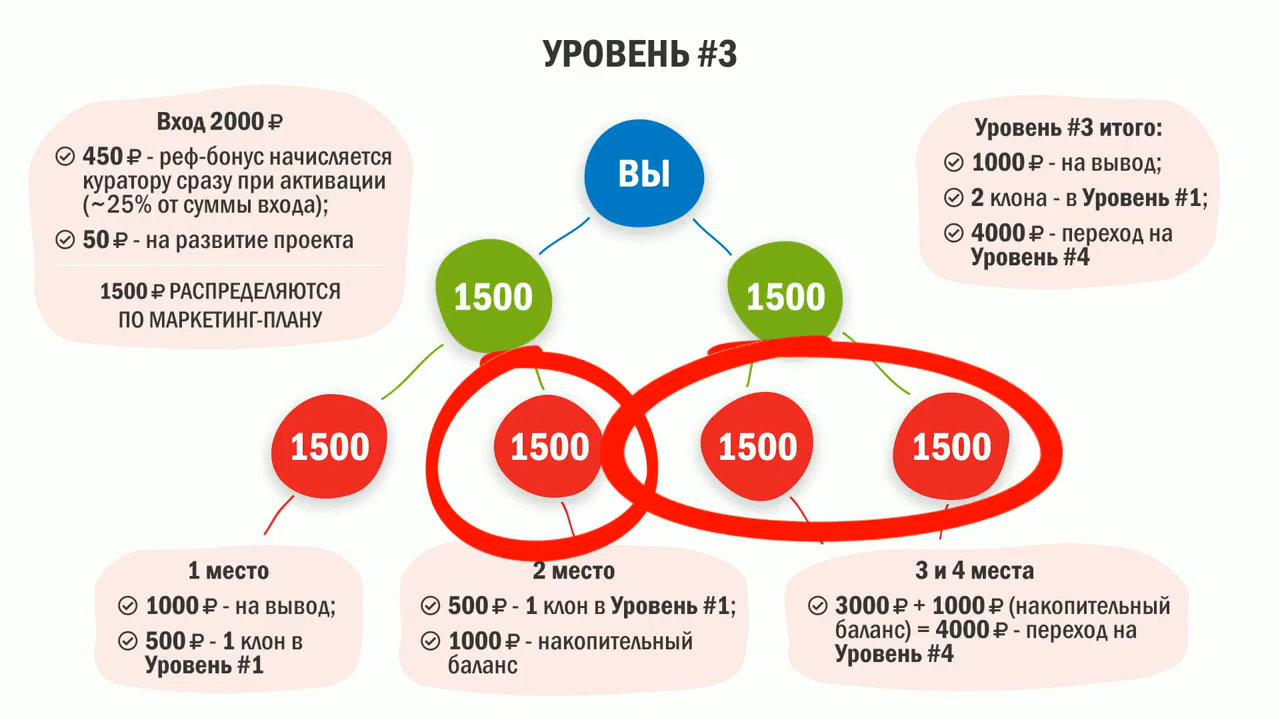 УРОВЕНЬ #3
Вход 2000 ₽
450 ₽ - реф-бонус начисляется
куратору сразу при активации
(~25% от суммы входа);
50 ₽ - на развитие проекта
1500 ₽ РАСПРЕДЕЛЯЮТСЯ
ПО МАРКЕТИНГ-ПЛАНУ
ВЫ
Уровень #3 итого:
1000 ₽ - на вывод;
2 клона - в Уровень #1;
4000 ₽ - переход на
Уровень #4
1500
1500
1500
1500
1500
1500
1 место
1000 ₽ - на вывод;
500 ₽ - 1 клон в
Уровень #1
2 место
500 ₽ - 1 клон в Уровень #1;
1000 ₽ - накопительный
баланс
3 и 4 места
3000 ₽ + 1000 ₽ (накопительный
баланс) = 4000 ₽ - переход на
Уровень #4